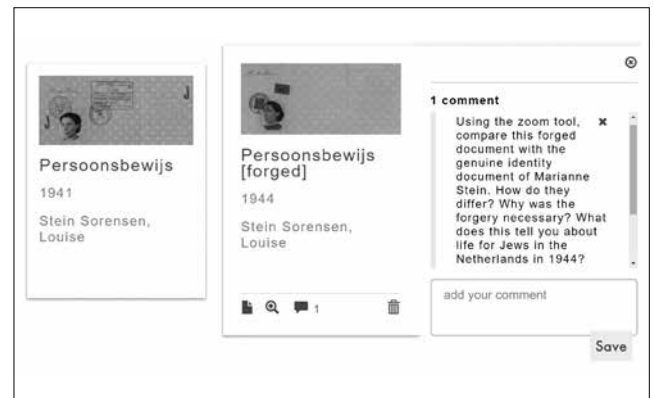 J
J
Persoonsbewijs
1941
Stein Sorensen,
Louise
Persoonsbewijs
[forged]
1944
Stein Sorensen,
Louise
1
1 comment
Using the zoom tool,
compare this forged
document with the
genuine identity
document of Marianne
Stein. How do they
differ? Why was the
forgery necessary? What
does this tell you about
life for Jews in the
Netherlands in 1944?
add your comment
Save